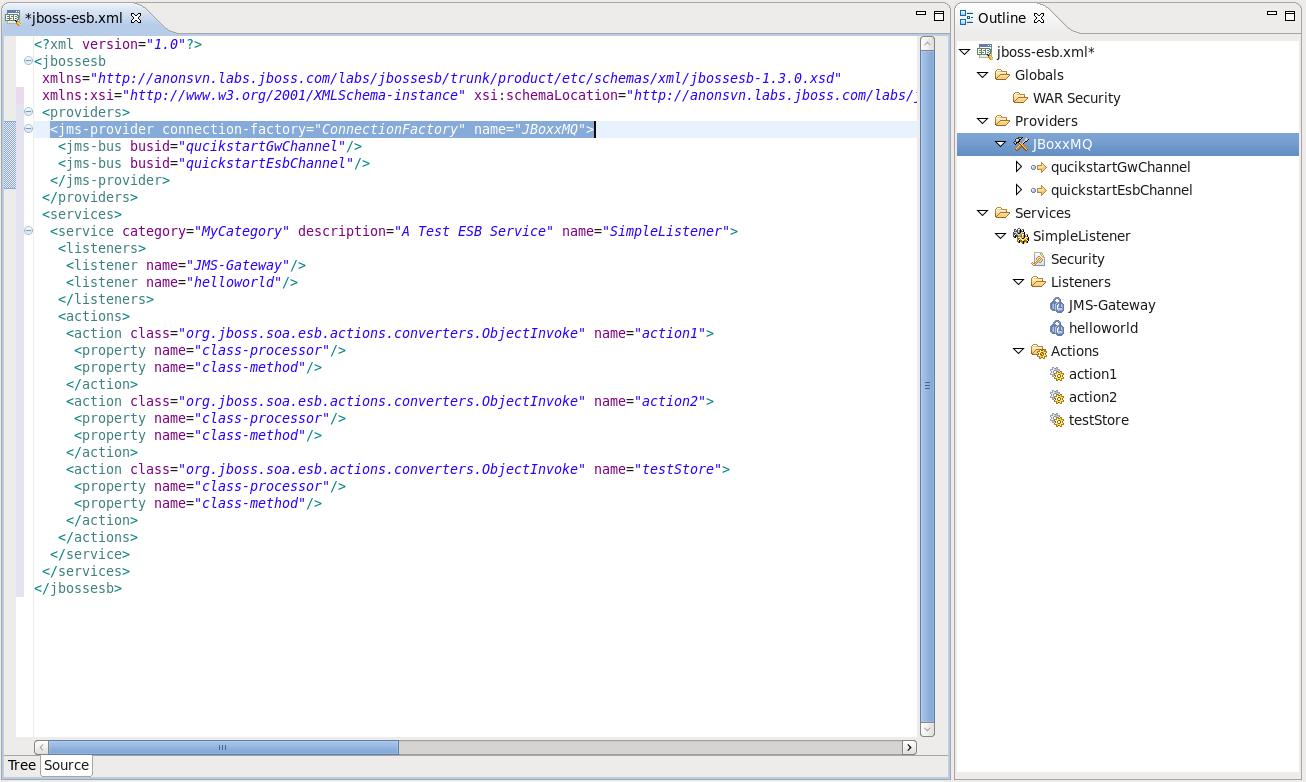 *jboss-esb.xml
<?xml version="1.0"?>
<jbossesb
xmlns="http://anonsvn.labs.jboss.com/labs/jbossesb/trunk/product/etc/schemas/xml/jbossesb-1.3.0.xsd"
xmlns:xsi="http://www.w3.org/2001/XMLSchema-instance" xsi:schemaLocation="http://anonsvn.labs.jboss.com/labs/j
<providers>
<jms-provider connection-factory="ConnectionFactory" name="JBoxxMQ">
<jms-bus busid="qucikstartGwChannel"/>
<jms-bus busid="quickstartEsbChannel"/>
</jms-provider>
</providers>
<services>
<service category="MyCategory" description="A Test ESB Service" name="SimpleListener">
<listeners>
<listener name="JMS-Gateway"/>
<listener name="helloworld"/>
</listeners>
<actions>
<action class="org.jboss.soa.esb.actions.converters.ObjectInvoke" name="action1">
<property name="class-processor"/>
<property name="class-method"/>
</action>
<action class="org.jboss.soa.esb.actions.converters.ObjectInvoke" name="action2">
<property name="class-processor"/>
<property name="class-method"/>
</action>
<action class="org.jboss.soa.esb.actions.converters.ObjectInvoke" name="testStore">
<property name="class-processor"/>
<property name="class-method"/>
</action>
</actions>
</service>
</services>
</jbossesb>
Tree Source
Outline
jboss-esb.xml*
Globals
WAR Security
Providers
JBoxxMQ
qucikstartGwChannel
quickstartEsbChannel
Services
SimpleListener
Security
Listeners
JMS-Gateway
helloworld
Actions
action1
action2
testStore